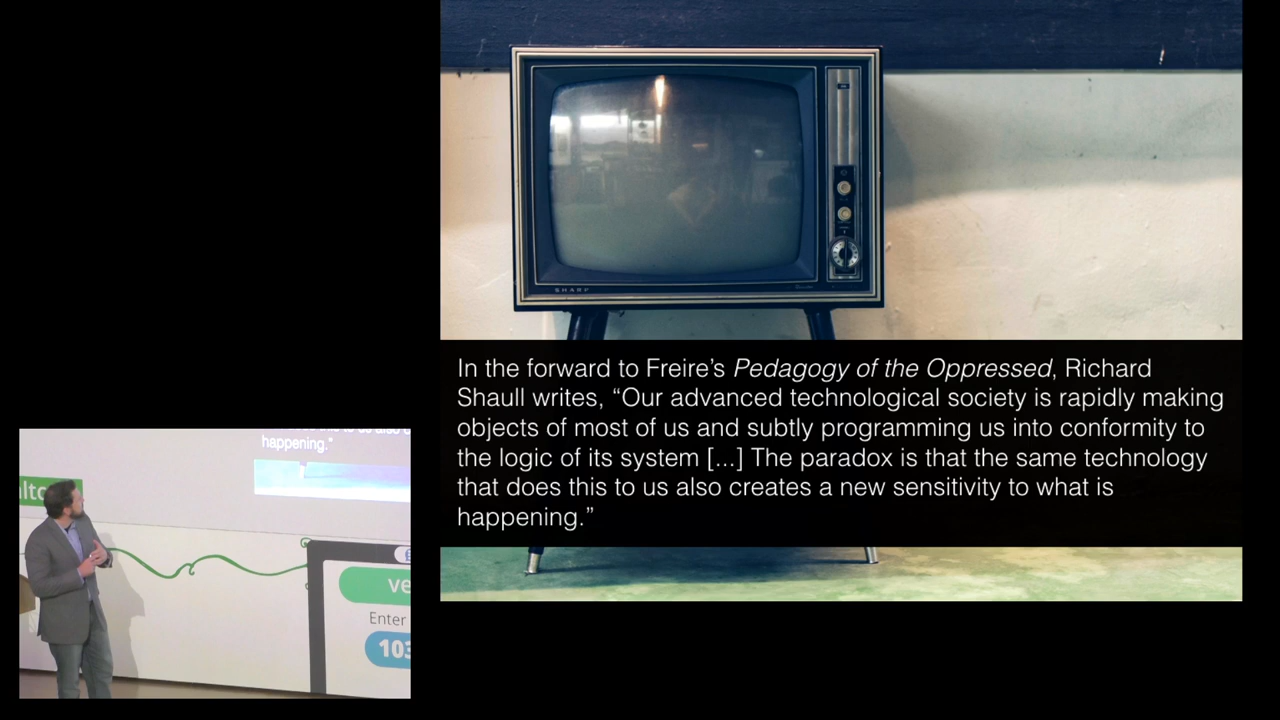 SHARP
In the forward to Freire's Pedagogy of the Oppressed, Richard
Shaull writes, “Our advanced technological society is rapidly making
objects of most of us and subtly programming us into conformity to
the logic of its system [...] The paradox is that the same technology
that does this to us also creates a new sensitivity to what is
happening.”
happening."
Enter
103